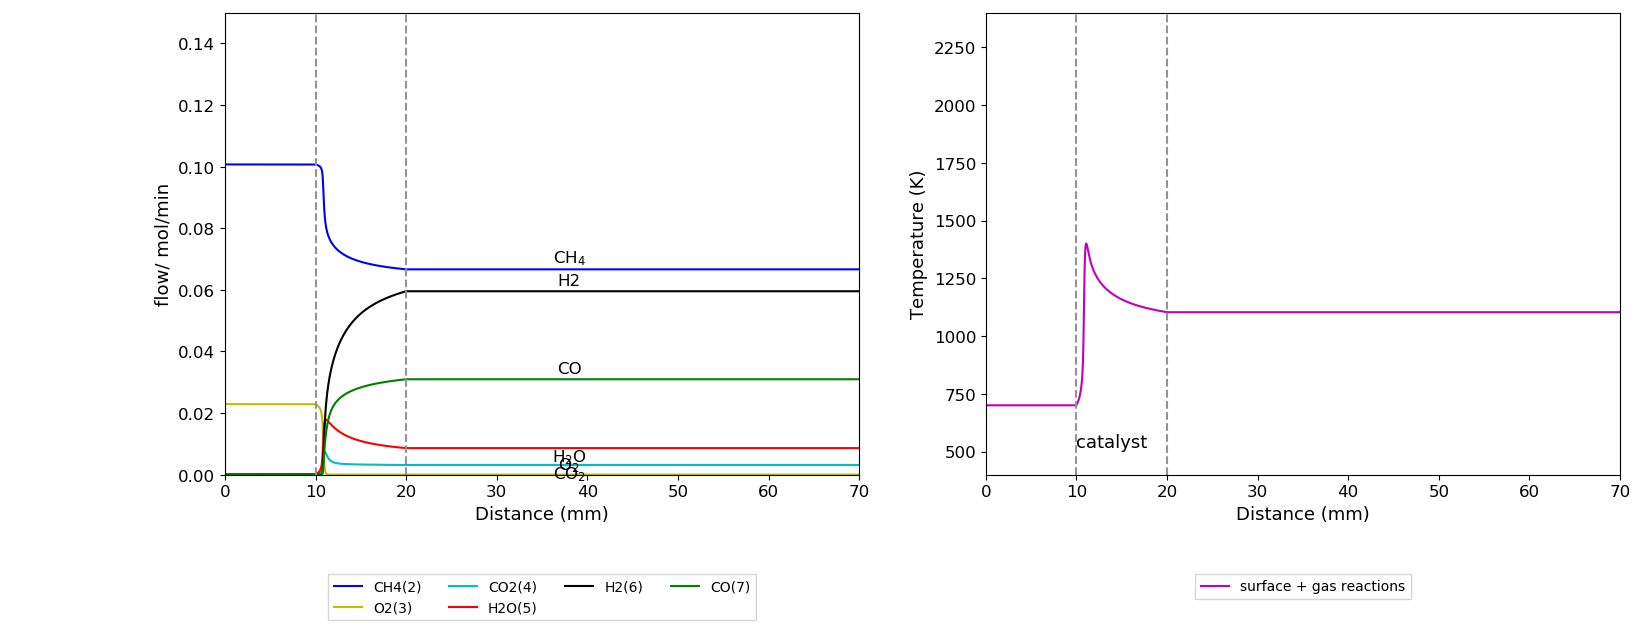 0.14
0.12
0.10
0.08
0.06
0.04
0.02
0.00
flow/ mol/min
CH₄
H2
CO
H₂O
O₂
CO₂
0 10 20 30 40 50 60 70
Distance (mm)
CH4(2) CO2(4) H2(6) CO(7)
O2(3) H2O(5)
2250
2000
1750
1500
1250
1000
750
500
Temperature (K)
catalyst
0 10 20 30 40 50 60 70
Distance (mm)
surface + gas reactions